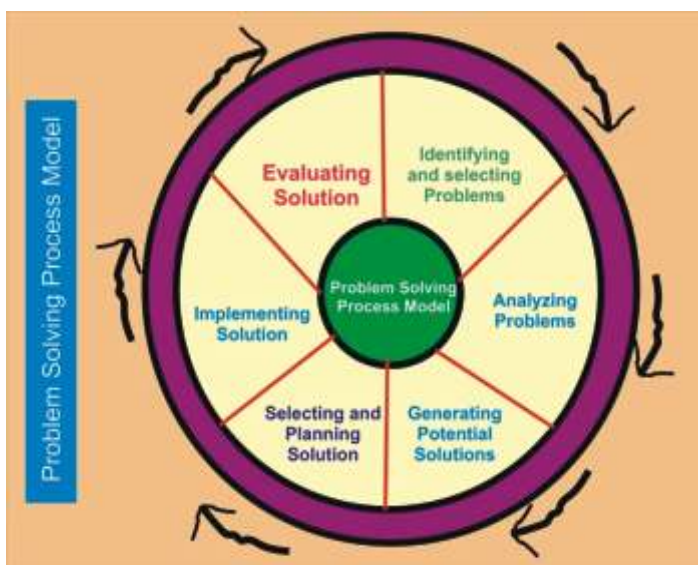 Problem Solving Process Model
Identifying
and selecting
Problems
Analyzing
Problems
Generating
Potential
Solutions
Selecting and
Planning
Solution
Implementing
Solution
Evaluating
Solution
Problem Solving
Process Model